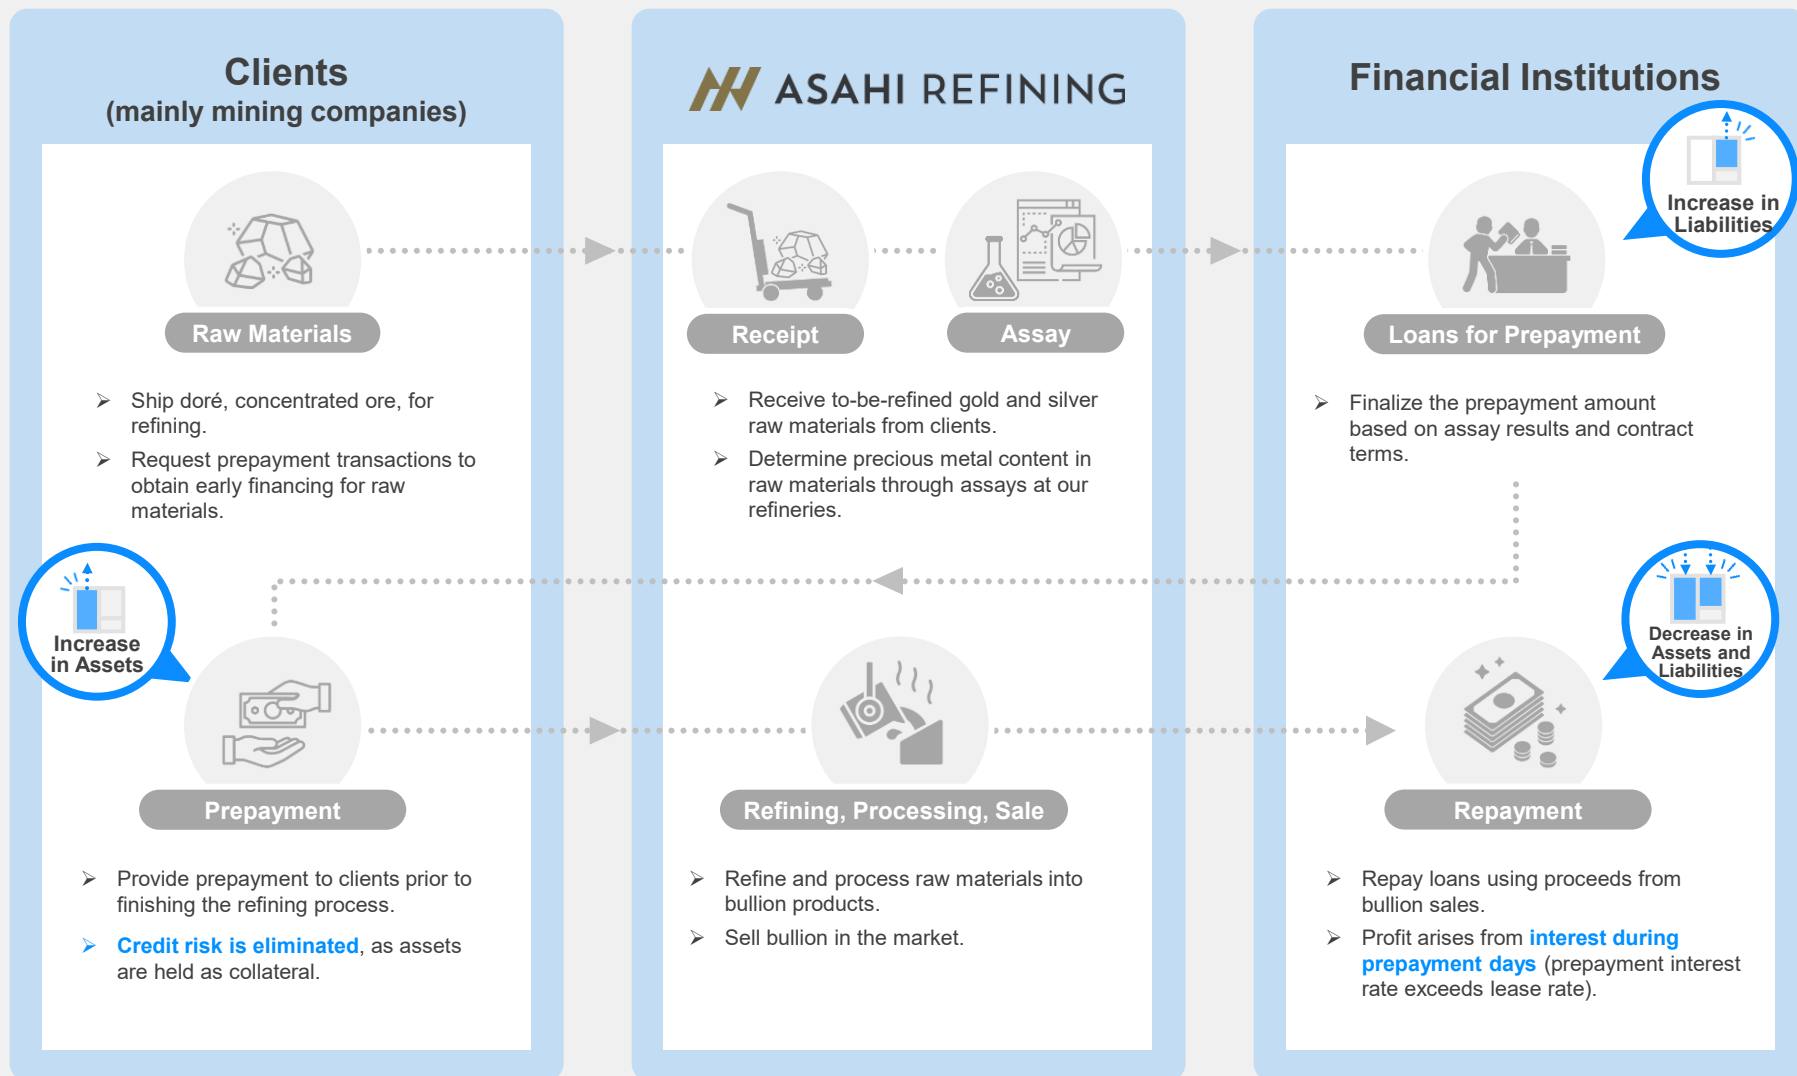 Clients
(mainly mining companies)
Raw Materials
➢ Ship doré, concentrated ore, for
refining.
➢ Request prepayment transactions to
obtain early financing for raw
materials.
Increase
in Assets
Prepayment
➢ Provide prepayment to clients prior to
finishing the refining process.
➢ Credit risk is eliminated, as assets
are held as collateral.
ASAHI REFINING
Receipt
Assay
➢ Receive to-be-refined gold and silver
raw materials from clients.
➢ Determine precious metal content in
raw materials through assays at our
refineries.
Refining, Processing, Sale
➢ Refine and process raw materials into
bullion products.
➢ Sell bullion in the market.
Financial Institutions
Increase in
Liabilities
Loans for Prepayment
➢ Finalize the prepayment amount
based on assay results and contract
terms.
Decrease in
Assets and
Liabilities
Repayment
➢ Repay loans using proceeds from
bullion sales.
➢ Profit arises from interest during
prepayment days (prepayment interest
rate exceeds lease rate).